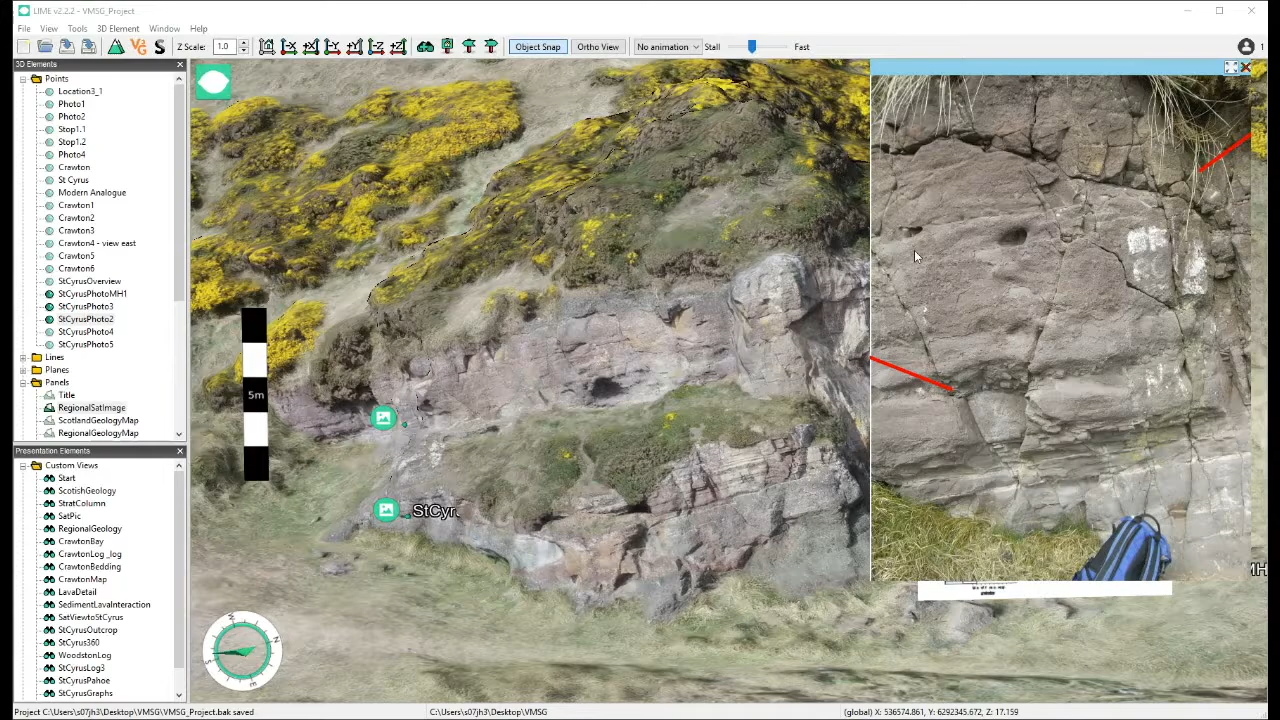 LIME v2.2.2 - VMSG_Project
File View Tools 3D Element Window Help
Z Scale: 1.0 Object Snap Ortho View No animation Stall Fast 1
3D Elements
Points
Location3_1
Photo1
Photo2
Stop1.1
Stop1.2
Photo4
Crawton
St Cyrus
Modern Analogue
Crawton1
Crawton2
Crawton3
Crawton4 - view east
Crawton5
Crawton6
StCyrusOverview
StCyrusPhotoMH1
StCyrusPhoto3
StCyrusPhoto2
StCyrusPhoto4
StCyrusPhoto5
Lines
Planes
Panels
Title
RegionalSatImage
ScotlandGeologyMap
RegionalGeologyMap
Presentation Elements
Custom Views
Start
ScotishGeology
StratColumn
SatPic
RegionalGeology
CrawtonBay
CrawtonLog_log
CrawtonBedding
CrawtonMap
LavaDetail
SedimentLavaInteraction
SatViewtoStCyrus
StCyrusOutcrop
StCyrus360
WoodstonLog
StCyrusLog3
StCyrusPahoe
StCyrusGraphs
5m
StCyr
N
E
S
W
Project C:\Users\s07jh3\Desktop\VMSG\VMSG_Project.bak saved
C:\Users\s07jh3\Desktop\VMSG
(global) X: 536574.861, Y: 6292345.672, Z: 17.159